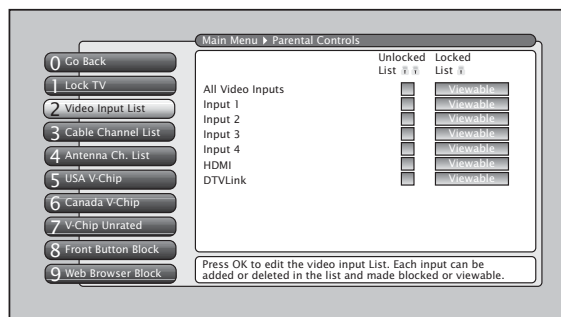 Main Menu ▶ Parental Controls
0 Go Back
1 Lock TV
2 Video Input List
3 Cable Channel List
4 Antenna Ch. List
5 USA V-Chip
6 Canada V-Chip
7 V-Chip Unrated
8 Front Button Block
9 Web Browser Block
Unlocked Locked
List List
All Video Inputs Viewable
Input 1 Viewable
Input 2 Viewable
Input 3 Viewable
Input 4 Viewable
HDMI Viewable
DTVLink Viewable
Press OK to edit the video input List. Each input can be
added or deleted in the list and made blocked or viewable.